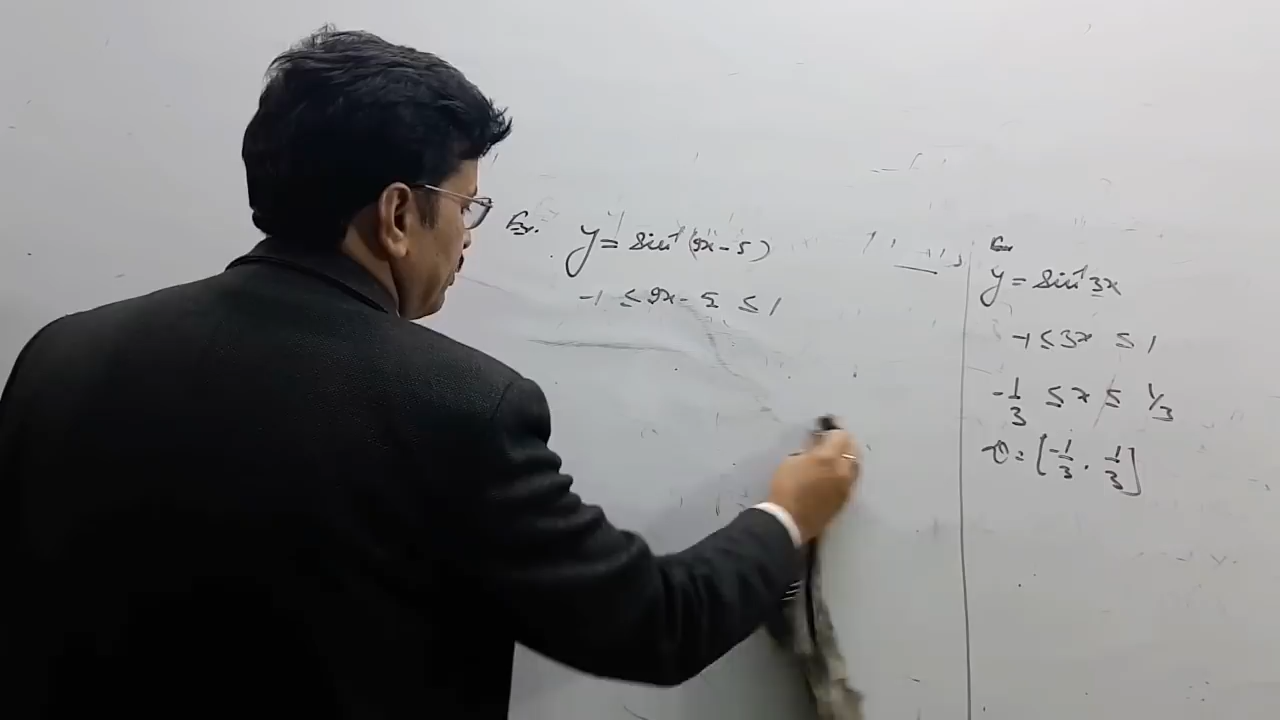 Ex.
y = sin⁻¹(9x-5)
-1 ≤ 9x - 5 ≤ 1
Ex
y = sin⁻¹ 3x
-1 ≤ 3x ≤ 1
-1/3 ≤ x ≤ 1/3
D = [-1/3, 1/3]